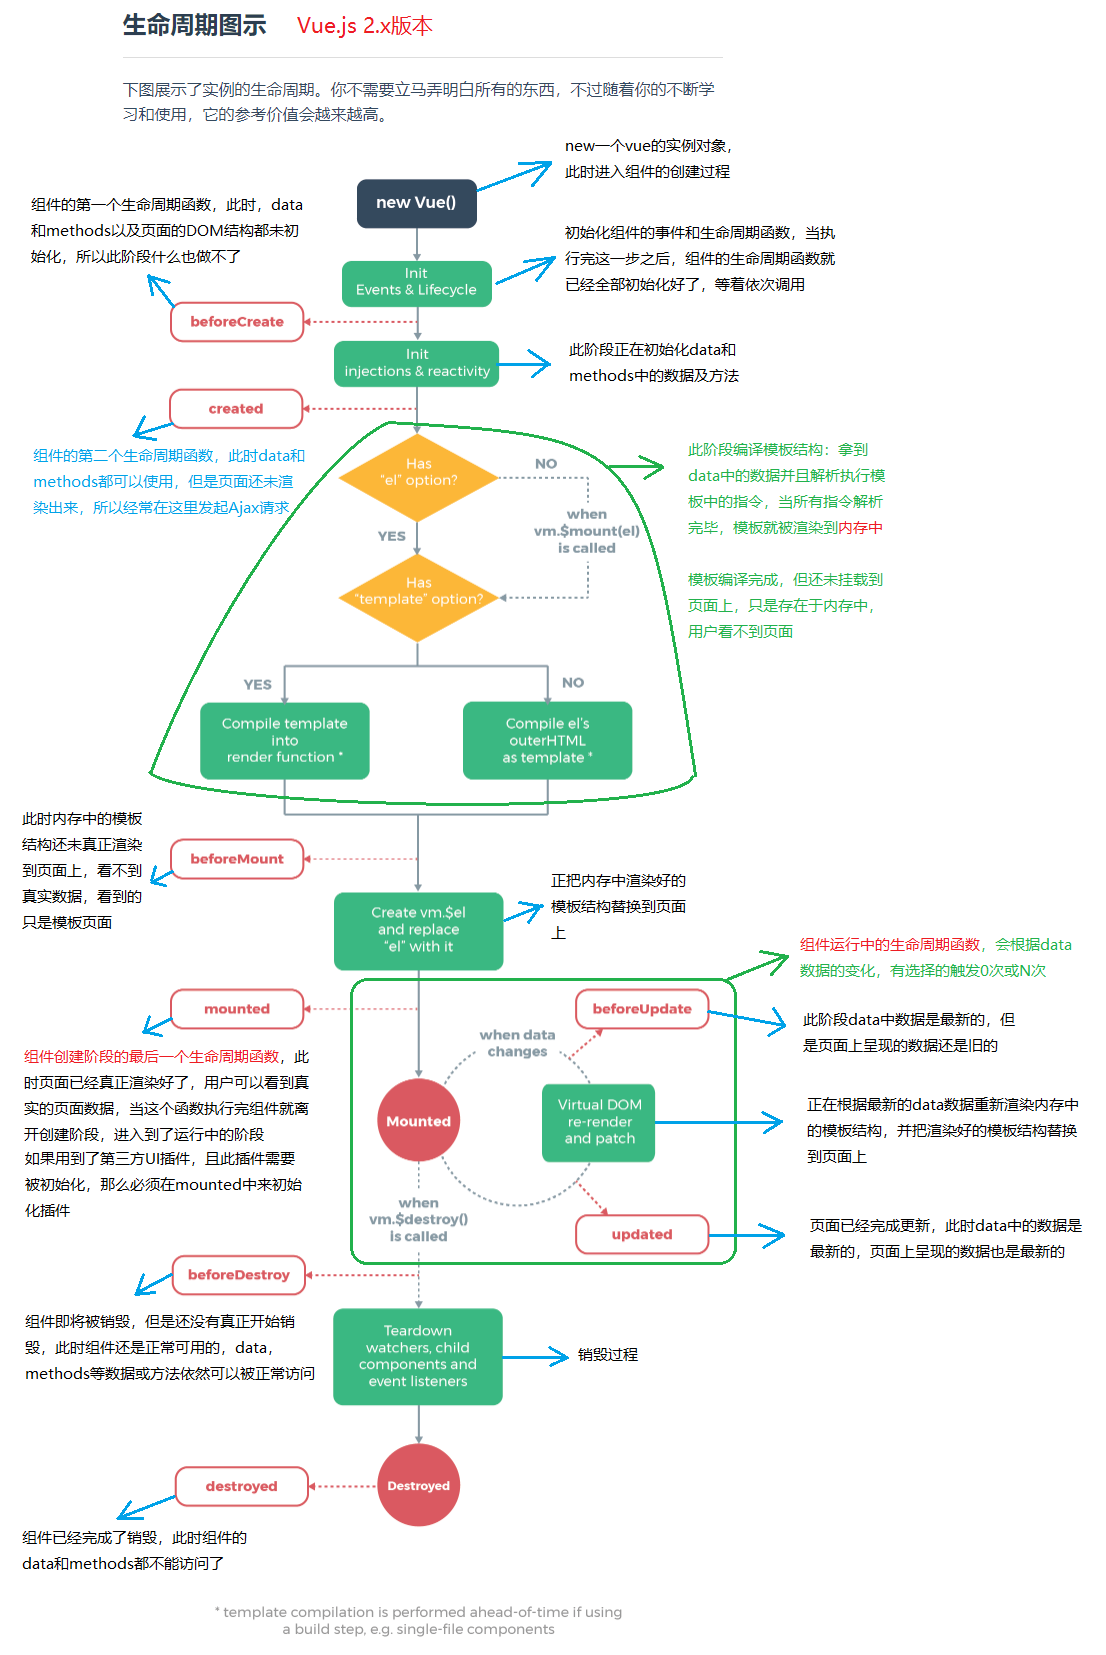 生命周期图示 Vue.js 2.x版本
下图展示了实例的生命周期。你不需要立马弄明白所有的东西，不过随着你的不断学
习和使用，它的参考价值会越来越高。
new一个vue的实例对象，
此时进入组件的创建过程
new Vue()
组件的第一个生命周期函数，此时，data
和methods以及页面的DOM结构都未初
始化，所以此阶段什么也做不了
初始化组件的事件和生命周期函数，当执
行完这一步之后，组件的生命周期函数就
已经全部初始化好了，等着依次调用
Init
Events & Lifecycle
beforeCreate
Init
injections & reactivity
此阶段正在初始化data和
methods中的数据及方法
created
组件的第二个生命周期函数，此时data和
methods都可以使用，但是页面还未渲
染出来，所以经常在这里发起Ajax请求
Has
“el” option?
NO
when
vm.$mount(el)
is called
YES
此阶段编译模板结构：拿到
data中的数据并且解析执行模
板中的指令，当所有指令解析
完毕，模板就被渲染到内存中
模板编译完成，但还未挂载到
页面上，只是存在于内存中，
用户看不到页面
Has
“template” option?
YES
NO
Compile template
into
render function *
Compile el’s
outerHTML
as template *
此时内存中的模板
结构还未真正渲染
到页面上，看不到
真实数据，看到的
只是模板页面
beforeMount
Create vm.$el
and replace
“el” with it
正把内存中渲染好的
模板结构替换到页面
上
组件运行中的生命周期函数，会根据data
数据的变化，有选择的触发0次或N次
mounted
beforeUpdate
此阶段data中数据是最新的，但
是页面上呈现的数据还是旧的
when data
changes
组件创建阶段的最后一个生命周期函数，此
时页面已经真正渲染好了，用户可以看到真
实的页面数据，当这个函数执行完组件就离
开创建阶段，进入到了运行中的阶段
如果用到了第三方UI插件，且此插件需要
被初始化，那么必须在mounted中来初始
化插件
Mounted
Virtual DOM
re-render
and patch
正在根据最新的data数据重新渲染内存中
的模板结构，并把渲染好的模板结构替换
到页面上
when
vm.$destroy()
is called
updated
页面已经完成更新，此时data中的数据是
最新的，页面上呈现的数据也是最新的
beforeDestroy
组件即将被销毁，但是还没有真正开始销
毁，此时组件还是正常可用的，data，
methods等数据或方法依然可以被正常访问
Teardown
watchers, child
components and
event listeners
销毁过程
destroyed
Destroyed
组件已经完成了销毁，此时组件的
data和methods都不能访问了
* template compilation is performed ahead-of-time if using
a build step, e.g. single-file components